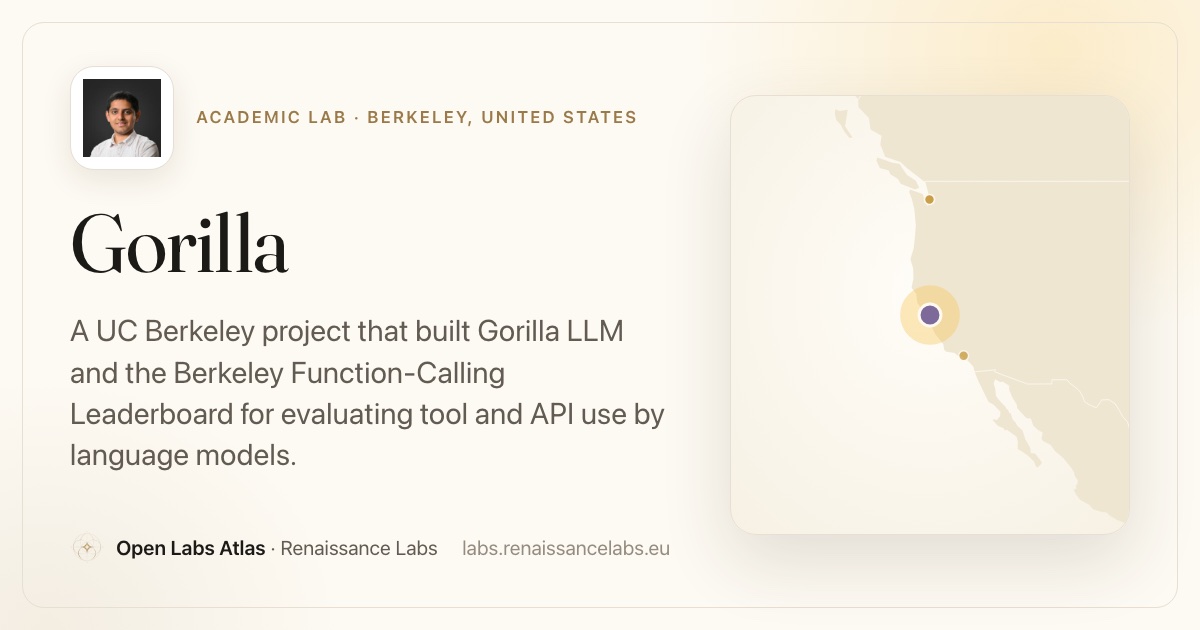 ACADEMIC LAB · BERKELEY, UNITED STATES
Gorilla
A UC Berkeley project that built Gorilla LLM
and the Berkeley Function-Calling
Leaderboard for evaluating tool and API use by
language models.
Open Labs Atlas · Renaissance Labs labs.renaissancelabs.eu